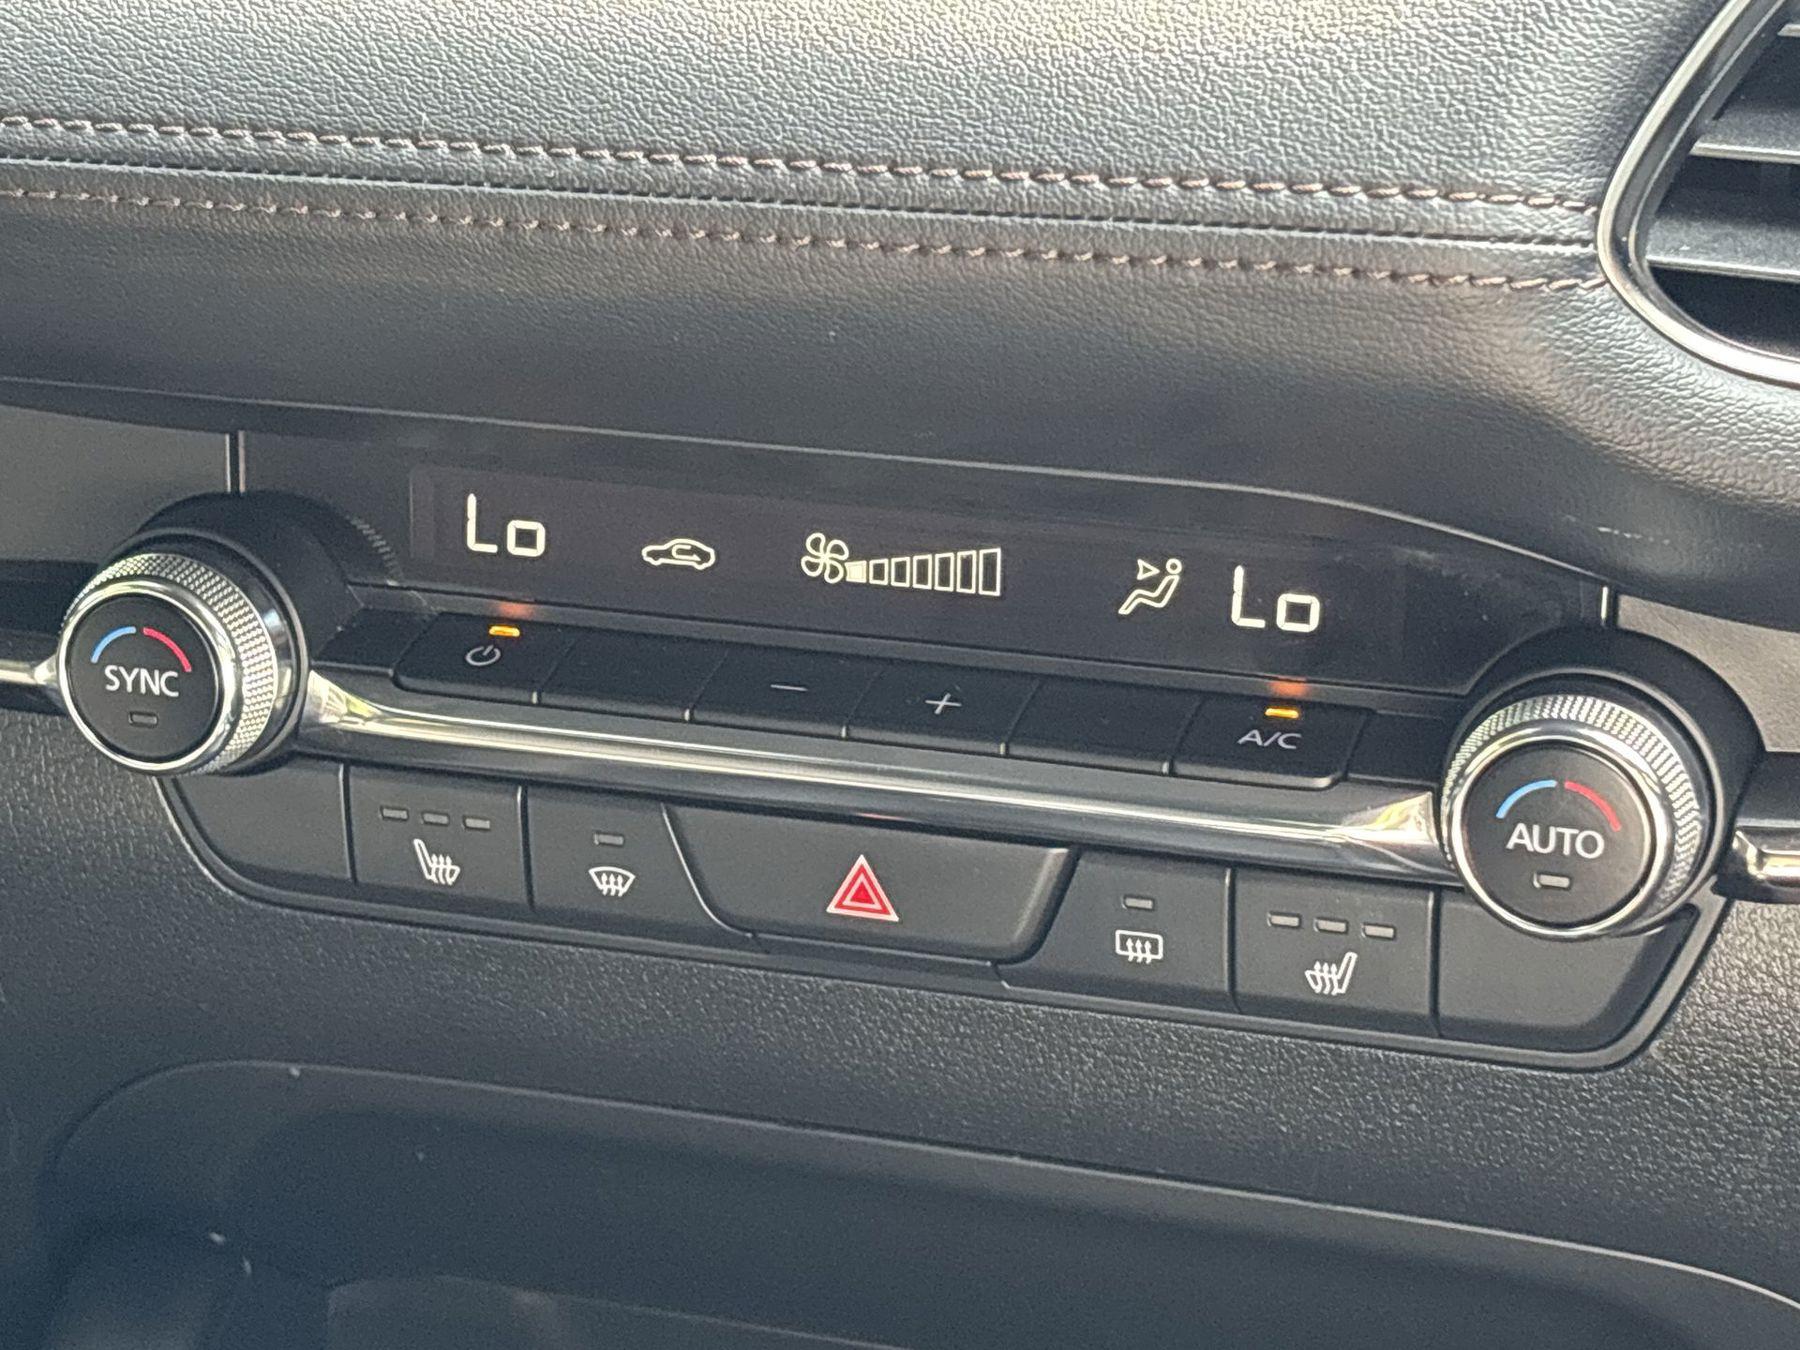 Lo
Lo
SYNC
− +
A/C
AUTO